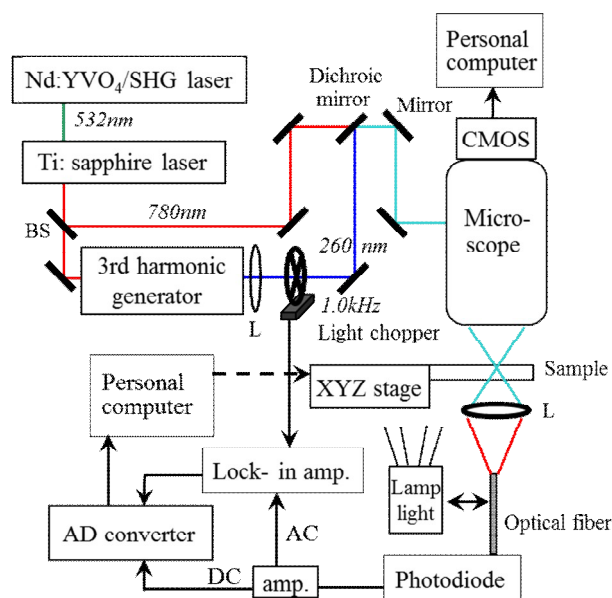 Personal
computer
Nd:YVO4/SHG laser
Dichroic
mirror
Mirror
532nm
CMOS
Ti: sapphire laser
BS
780nm
Micro-
scope
3rd harmonic
generator
260 nm
L
1.0kHz
Light chopper
Sample
Personal
computer
XYZ stage
L
Lock- in amp.
Lamp
light
AD converter
AC
Optical fiber
DC
amp.
Photodiode